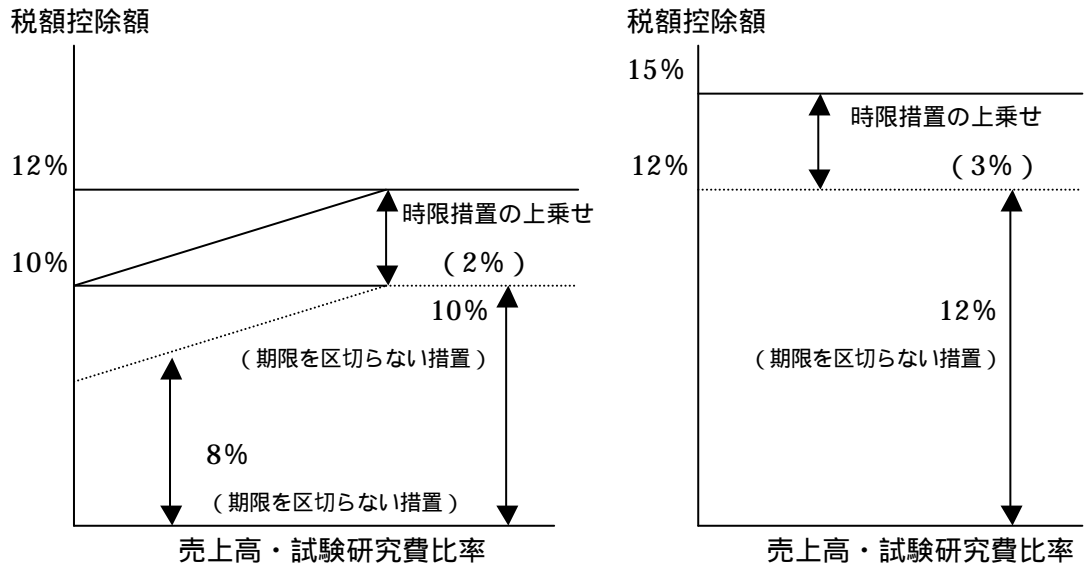 税額控除額
12%
10%
時限措置の上乗せ
（2%）
10%
（期限を区切らない措置）
8%
（期限を区切らない措置）
売上高・試験研究費比率
税額控除額
15%
時限措置の上乗せ
12%
（3%）
12%
（期限を区切らない措置）
売上高・試験研究費比率